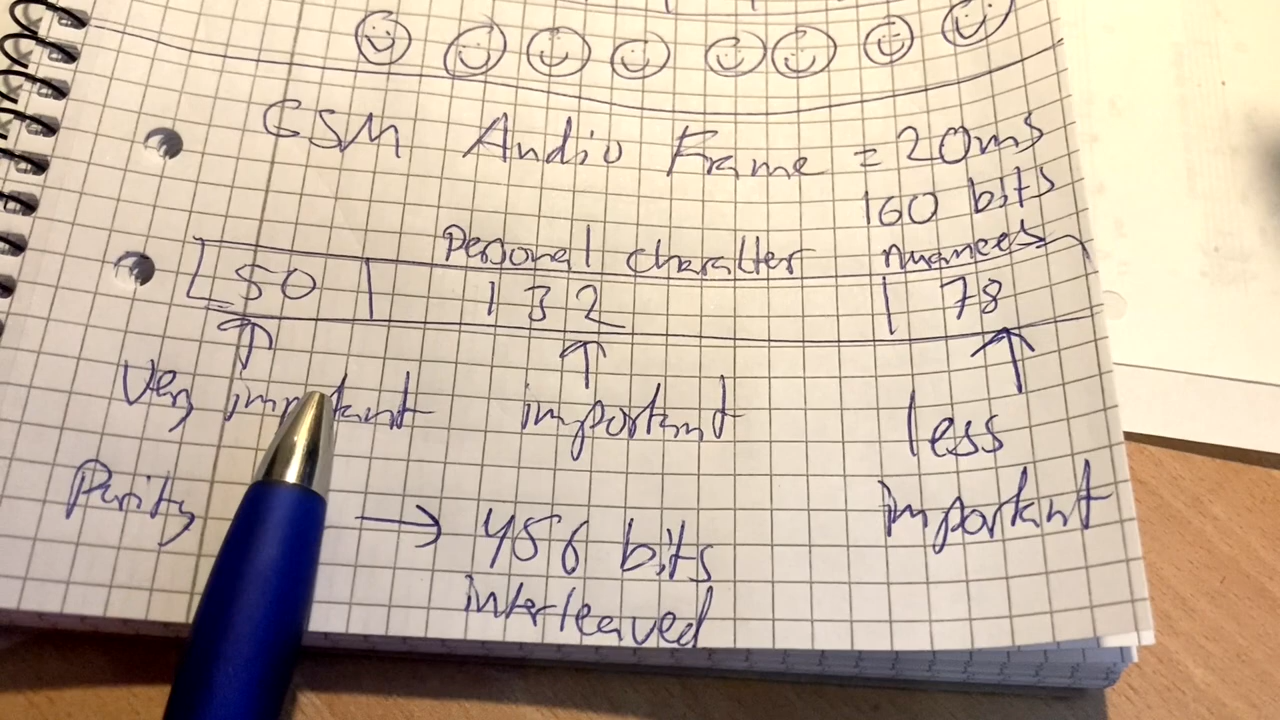 GSM Audio Frame = 20ms
160 bits
Personal character nuances
50 | 132 | 78
Very important important less
important
Parity → 456 bits
interleaved